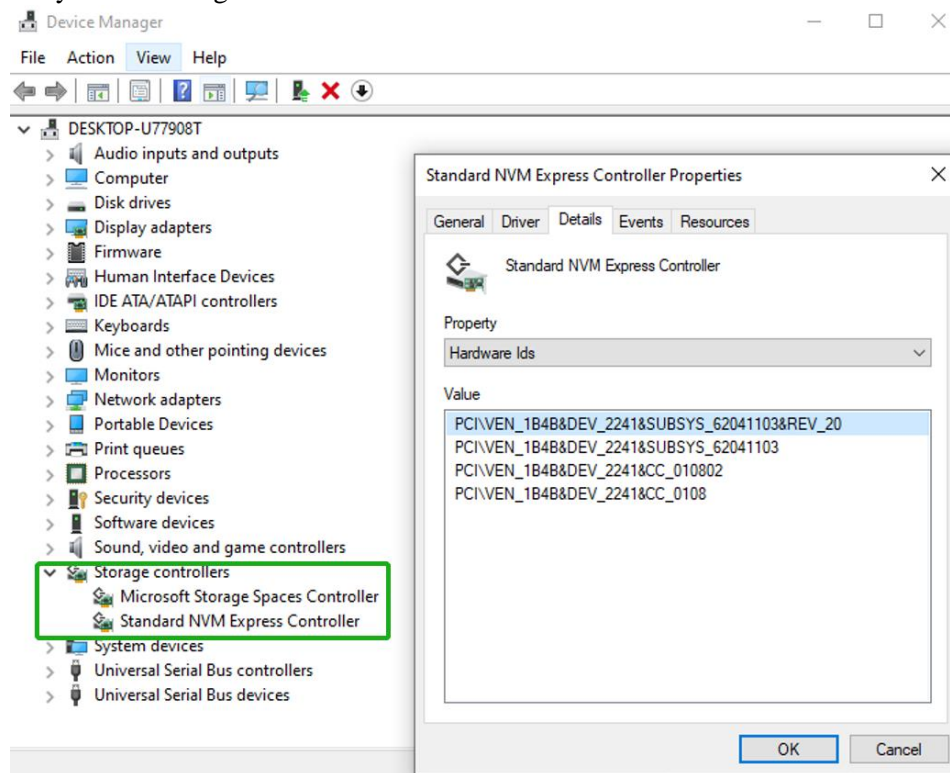 Device Manager
File Action View Help
DESKTOP-U77908T
Audio inputs and outputs
Computer
Disk drives
Display adapters
Firmware
Human Interface Devices
IDE ATA/ATAPI controllers
Keyboards
Mice and other pointing devices
Monitors
Network adapters
Portable Devices
Print queues
Processors
Security devices
Software devices
Sound, video and game controllers
Storage controllers
Microsoft Storage Spaces Controller
Standard NVM Express Controller
System devices
Universal Serial Bus controllers
Universal Serial Bus devices
Standard NVM Express Controller Properties
General Driver Details Events Resources
Standard NVM Express Controller
Property
Hardware Ids
Value
PCI\VEN_1B4B&DEV_2241&SUBSYS_62041103&REV_20
PCI\VEN_1B4B&DEV_2241&SUBSYS_62041103
PCI\VEN_1B4B&DEV_2241&CC_010802
PCI\VEN_1B4B&DEV_2241&CC_0108
OK Cancel